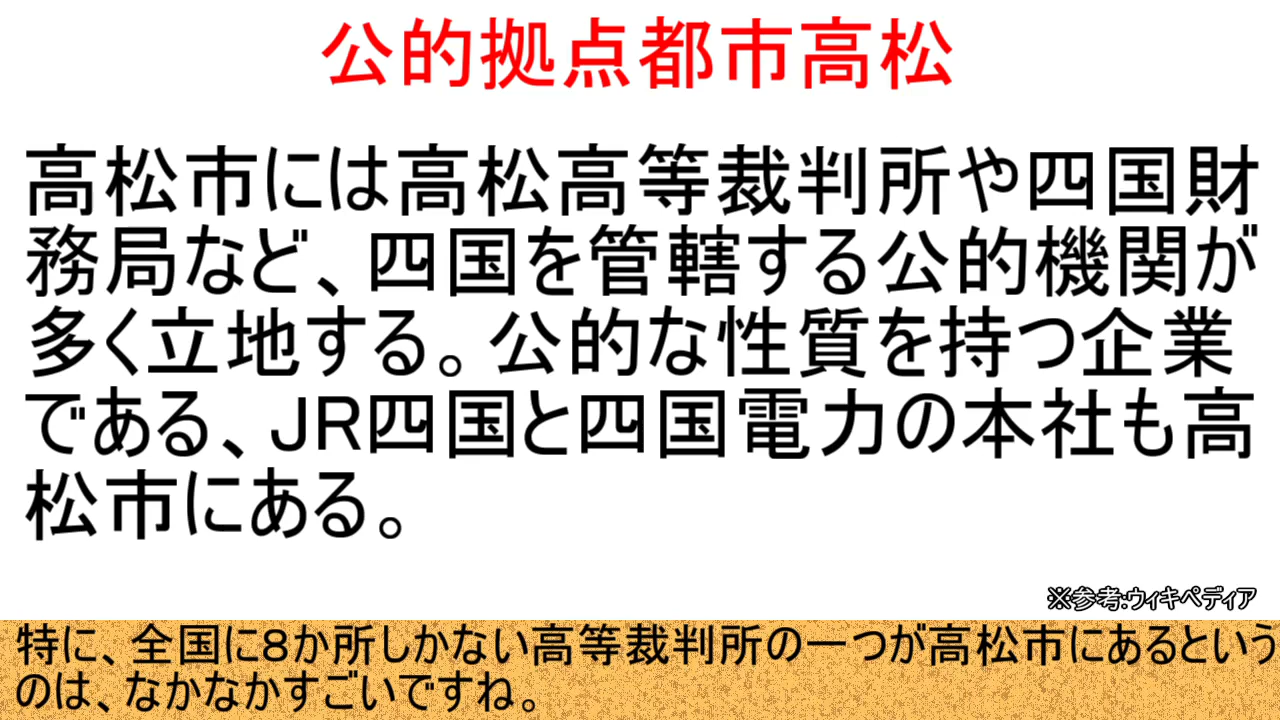 公的拠点都市高松
高松市には高松高等裁判所や四国財
務局など、四国を管轄する公的機関が
多く立地する。公的な性質を持つ企業
である、JR四国と四国電力の本社も高
松市にある。
※参考:ウィキペディア
特に、全国に8か所しかない高等裁判所の一つが高松市にあるという
のは、なかなかすごいですね。